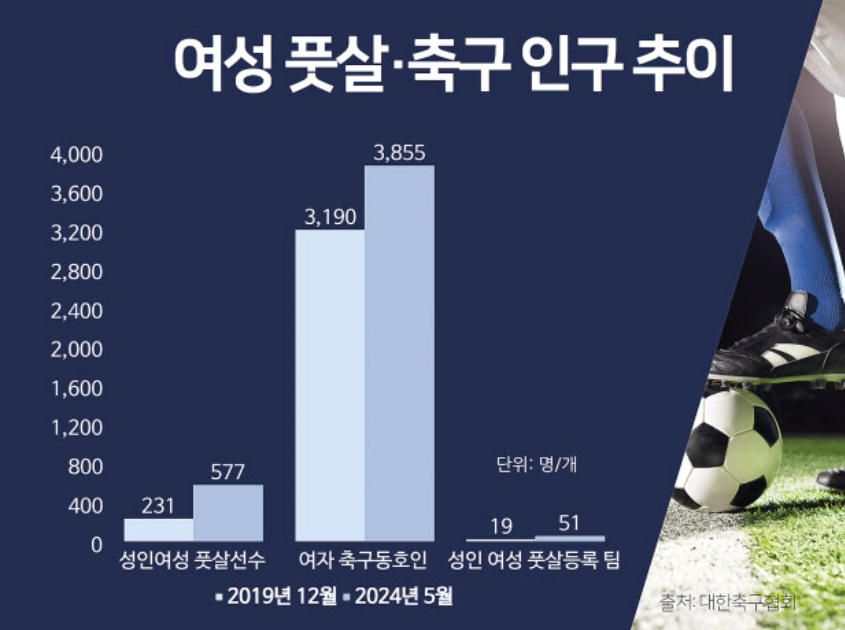 여성 풋살·축구 인구 추이
4,000
3,600
3,200
2,800
2,400
2,000
1,600
1,200
800
400
0
231
577
3,190
3,855
19
51
단위: 명/개
성인여성 풋살선수
여자 축구동호인
성인 여성 풋살등록 팀
▪ 2019년 12월 ▪ 2024년 5월
출처: 대한축구협회